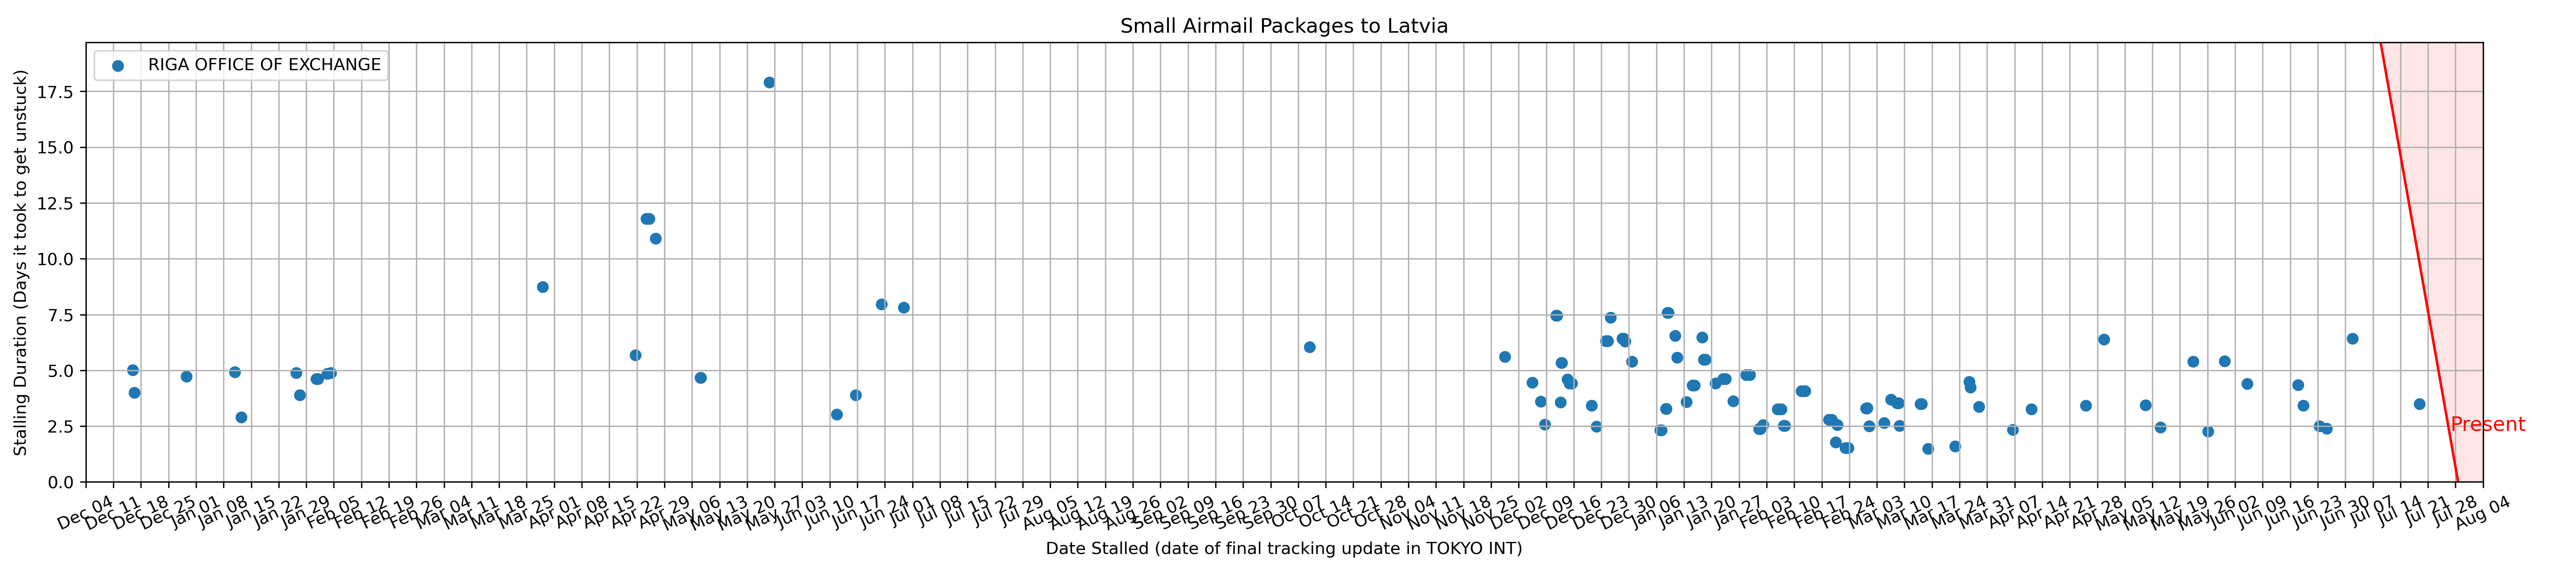 Small Airmail Packages to Latvia
RIGA OFFICE OF EXCHANGE
Stalling Duration (Days it took to get unstuck)
17.5
15.0
12.5
10.0
7.5
5.0
2.5
0.0
Present
Dec 04
Dec 11
Dec 18
Dec 25
Jan 01
Jan 08
Jan 15
Jan 22
Jan 29
Feb 05
Feb 12
Feb 19
Feb 26
Mar 04
Mar 11
Mar 18
Mar 25
Apr 01
Apr 08
Apr 15
Apr 22
Apr 29
May 06
May 13
May 20
May 27
Jun 03
Jun 10
Jun 17
Jun 24
Jul 01
Jul 08
Jul 15
Jul 22
Jul 29
Aug 05
Aug 12
Aug 19
Aug 26
Sep 02
Sep 09
Sep 16
Sep 23
Sep 30
Oct 07
Oct 14
Oct 21
Oct 28
Nov 04
Nov 11
Nov 18
Nov 25
Dec 02
Dec 09
Dec 16
Dec 23
Dec 30
Jan 06
Jan 13
Jan 20
Jan 27
Feb 03
Feb 10
Feb 17
Feb 24
Mar 03
Mar 10
Mar 17
Mar 24
Mar 31
Apr 07
Apr 14
Apr 21
Apr 28
May 05
May 12
May 19
May 26
Jun 02
Jun 09
Jun 16
Jun 23
Jun 30
Jul 07
Jul 14
Jul 21
Jul 28
Aug 04
Date Stalled (date of final tracking update in TOKYO INT)